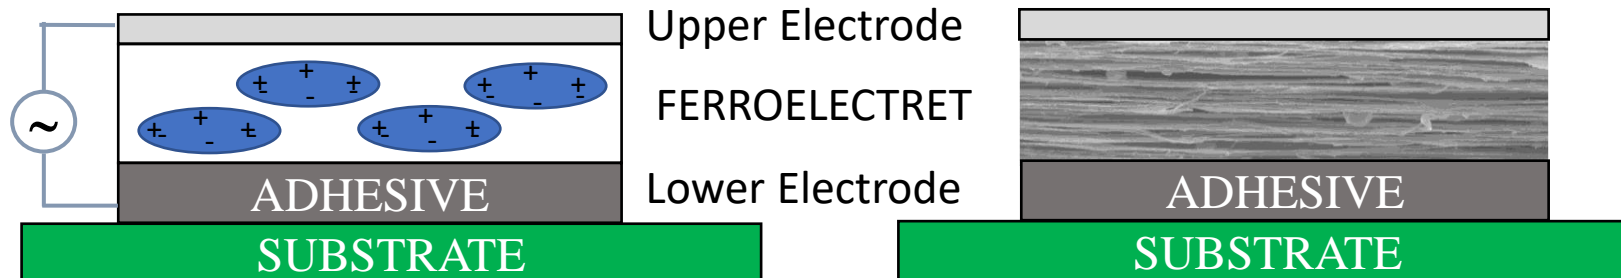 Upper Electrode
+ ± + ± + ± - + ± -
FERROELECTRET
~
+ - + ± - + - + ± -
Lower Electrode
ADHESIVE
ADHESIVE
SUBSTRATE
SUBSTRATE